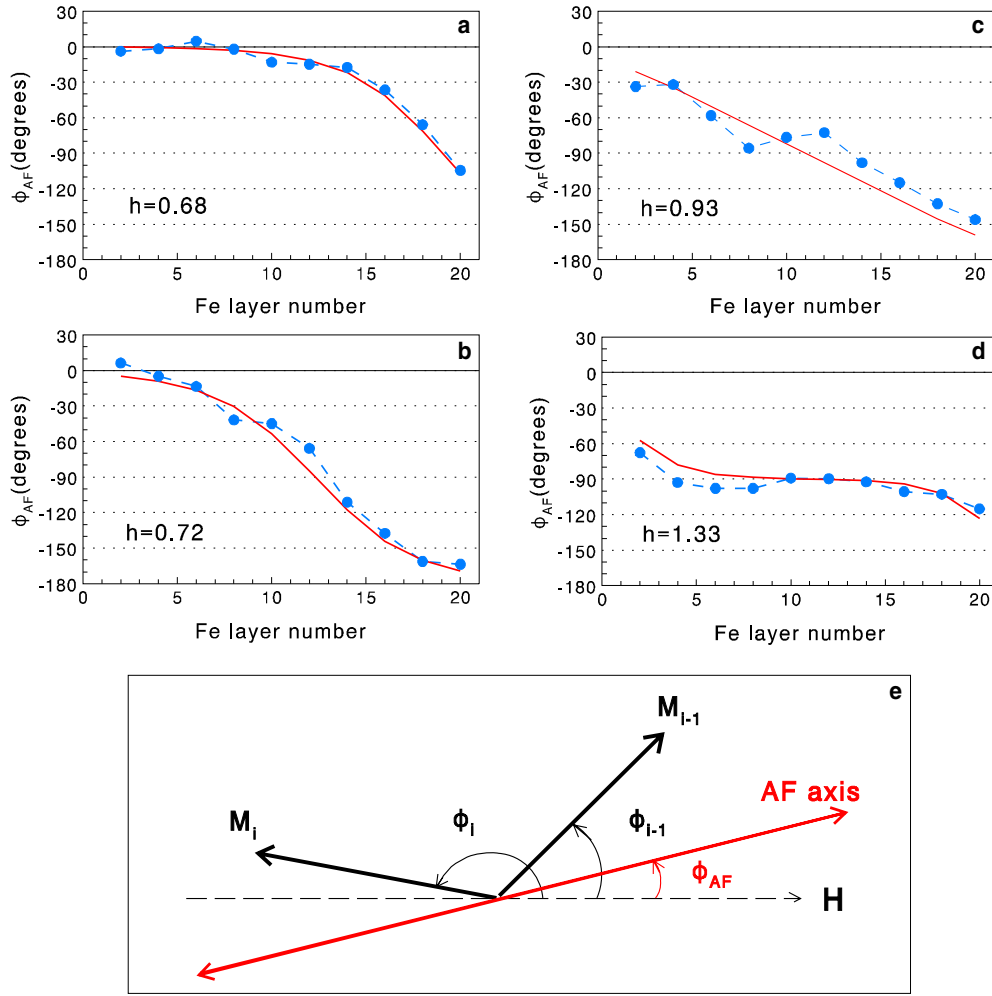 a
30
0
-30
-60
-90
-120
-150
-180
ϕAF(degrees)
h=0.68
0 5 10 15 20
Fe layer number
c
30
0
-30
-60
-90
-120
-150
-180
ϕAF(degrees)
h=0.93
0 5 10 15 20
Fe layer number
b
30
0
-30
-60
-90
-120
-150
-180
ϕAF(degrees)
h=0.72
0 5 10 15 20
Fe layer number
d
30
0
-30
-60
-90
-120
-150
-180
ϕAF(degrees)
h=1.33
0 5 10 15 20
Fe layer number
e
Mi-1
AF axis
Mi
ϕi
ϕi-1
ϕAF
H